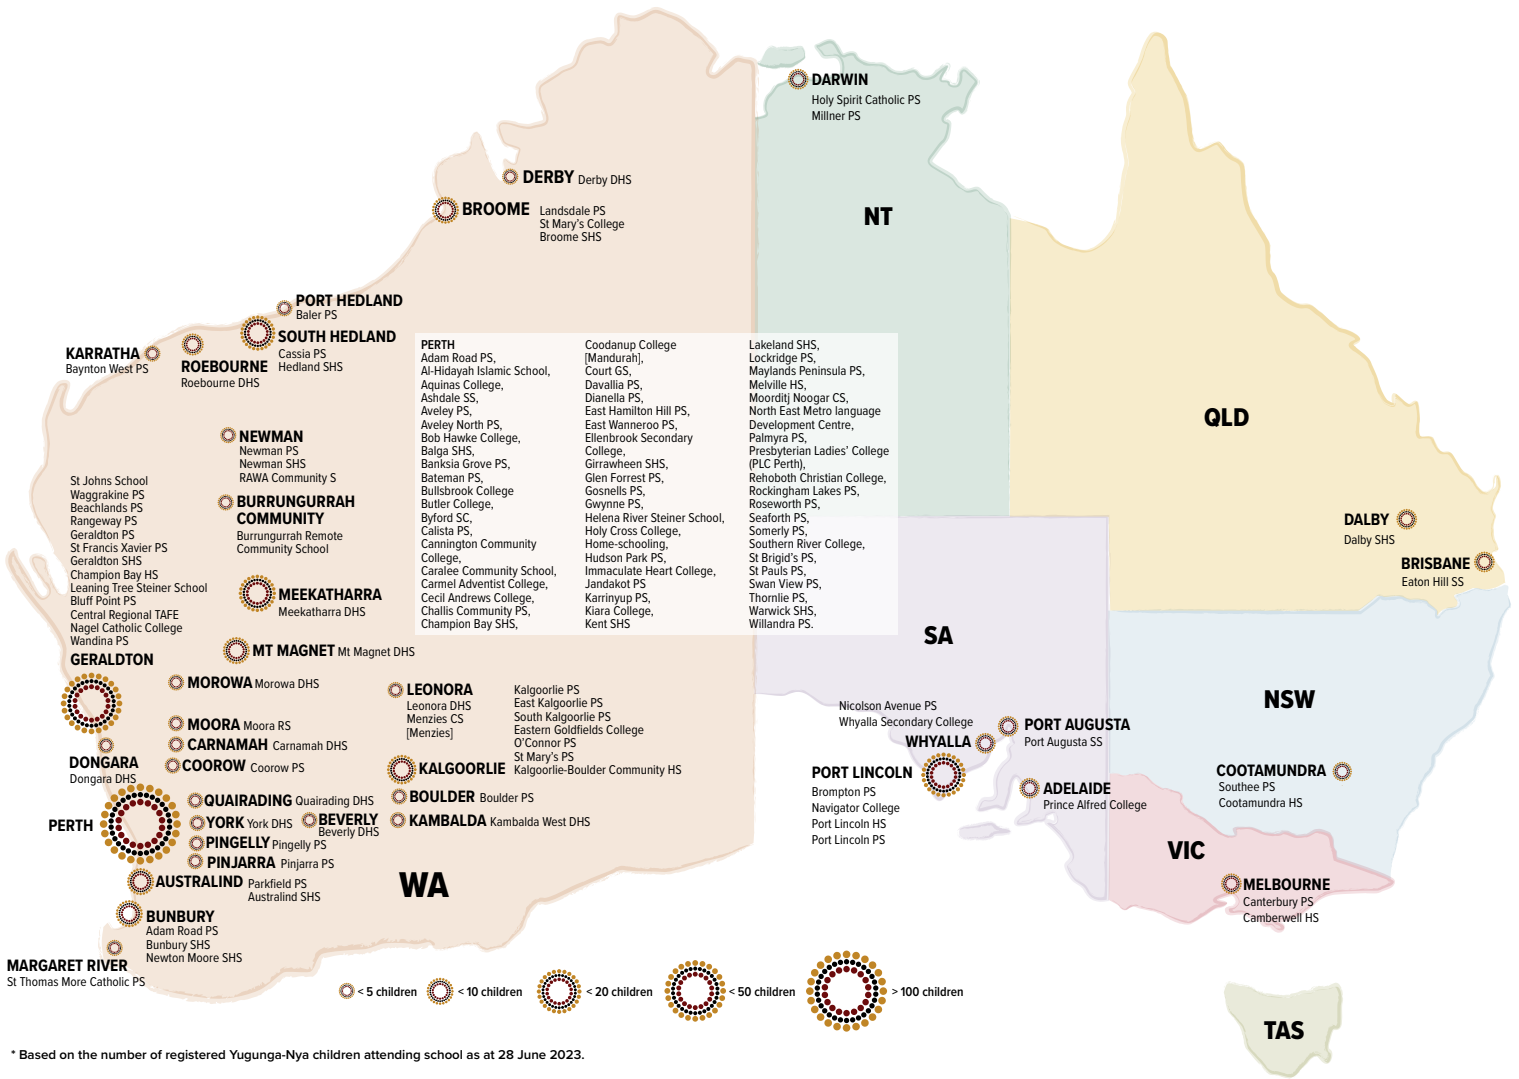 DARWIN
Holy Spirit Catholic PS
Millner PS
DERBY Derby DHS
BROOME
Landsdale PS
St Mary's College
Broome SHS
NT
PORT HEDLAND
Baler PS
SOUTH HEDLAND
Cassia PS
Hedland SHS
KARRATHA
Baynton West PS
ROEBOURNE
Roebourne DHS
NEWMAN
Newman PS
Newman SHS
RAWA Community S
BURRUNGURRAH
COMMUNITY
Burrungurrah Remote
Community School
St Johns School
Waggrakine PS
Beachlands PS
Rangeway PS
Geraldton PS
St Francis Xavier PS
Geraldton SHS
Champion Bay HS
Leaning Tree Steiner School
Bluff Point PS
Central Regional TAFE
Nagel Catholic College
Wandina PS
GERALDTON
MEEKATHARRA
Meekatharra DHS
MT MAGNET Mt Magnet DHS
MOROWA Morowa DHS
MOORA Moora RS
CARNAMAH Carnamah DHS
COOROW Coorow PS
DONGARA
Dongara DHS
PERTH
QUAIRADING Quairading DHS
YORK York DHS
BEVERLY
Beverly DHS
PINGELLY Pingelly PS
PINJARRA Pinjarra PS
AUSTRALIND
Parkfield PS
Australind SHS
BUNBURY
Adam Road PS
Bunbury SHS
Newton Moore SHS
MARGARET RIVER
St Thomas More Catholic PS
PERTH
Adam Road PS,
Al-Hidayah Islamic School,
Aquinas College,
Ashdale SS,
Aveley PS,
Aveley North PS,
Bob Hawke College,
Balga SHS,
Banksia Grove PS,
Bateman PS,
Bullsbrook College
Butler College,
Byford SC,
Calista PS,
Cannington Community
College,
Caralee Community School,
Carmel Adventist College,
Cecil Andrews College,
Challis Community PS,
Champion Bay SHS,
Coodanup College
[Mandurah],
Court GS,
Davallia PS,
Dianella PS,
East Hamilton Hill PS,
East Wanneroo PS,
Ellenbrook Secondary
College,
Girrawheen SHS,
Glen Forrest PS,
Gosnells PS,
Gwynne PS,
Helena River Steiner School,
Holy Cross College,
Home-schooling,
Hudson Park PS,
Immaculate Heart College,
Jandakot PS
Karrinyup PS,
Kiara College,
Kent SHS
Lakeland SHS,
Lockridge PS,
Maylands Peninsula PS,
Melville HS,
Moorditj Noogar CS,
North East Metro language
Development Centre,
Palmyra PS,
Presbyterian Ladies' College
(PLC Perth),
Rehoboth Christian College,
Rockingham Lakes PS,
Roseworth PS,
Seaforth PS,
Somerly PS,
Southern River College,
St Brigid's PS,
St Pauls PS,
Swan View PS,
Thornlie PS,
Warwick SHS,
Willandra PS.
LEONORA
Leonora DHS
Menzies CS
[Menzies]
Kalgoorlie PS
East Kalgoorlie PS
South Kalgoorlie PS
Eastern Goldfields College
O'Connor PS
St Mary's PS
Kalgoorlie-Boulder Community HS
KALGOORLIE
BOULDER Boulder PS
KAMBALDA Kambalda West DHS
WA
QLD
DALBY
Dalby SHS
BRISBANE
Eaton Hill SS
SA
Nicolson Avenue PS
Whyalla Secondary College
WHYALLA
PORT AUGUSTA
Port Augusta SS
PORT LINCOLN
Brompton PS
Navigator College
Port Lincoln HS
Port Lincoln PS
ADELAIDE
Prince Alfred College
NSW
COOTAMUNDRA
Southee PS
Cootamundra HS
VIC
MELBOURNE
Canterbury PS
Camberwell HS
TAS
< 5 children
< 10 children
< 20 children
< 50 children
> 100 children
* Based on the number of registered Yugunga-Nya children attending school as at 28 June 2023.